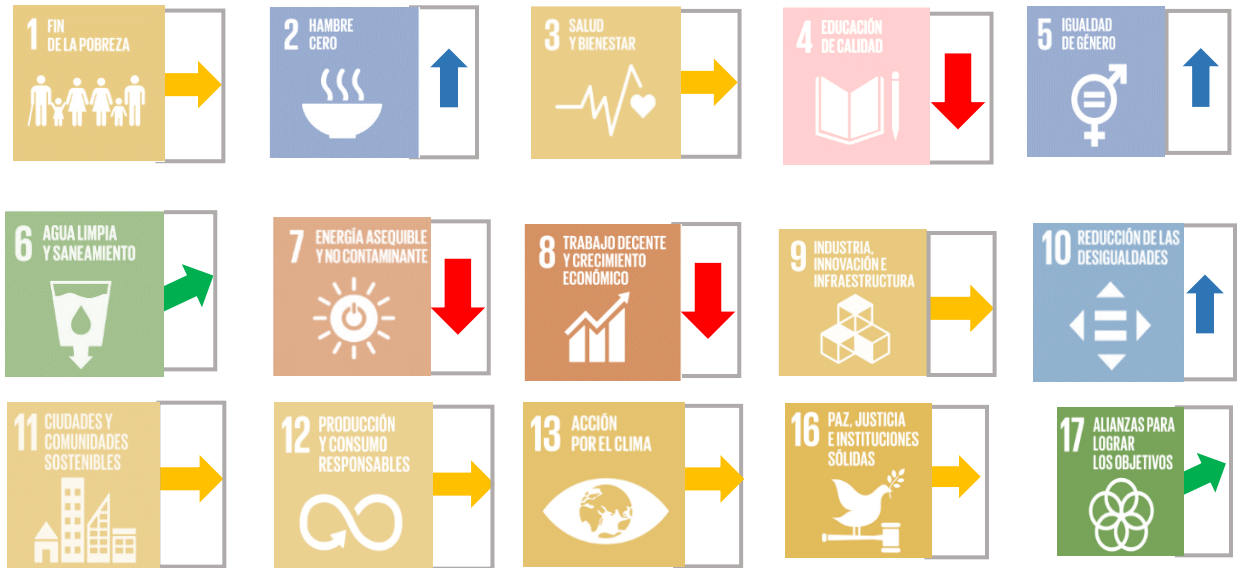 1 FIN
DE LA POBREZA
2 HAMBRE
CERO
3 SALUD
Y BIENESTAR
4 EDUCACIÓN
DE CALIDAD
5 IGUALDAD
DE GÉNERO
6 AGUA LIMPIA
Y SANEAMIENTO
7 ENERGÍA ASEQUIBLE
Y NO CONTAMINANTE
8 TRABAJO DECENTE
Y CRECIMIENTO
ECONÓMICO
9 INDUSTRIA,
INNOVACIÓN E
INFRAESTRUCTURA
10 REDUCCIÓN DE LAS
DESIGUALDADES
11 CIUDADES Y
COMUNIDADES
SOSTENIBLES
12 PRODUCCIÓN
Y CONSUMO
RESPONSABLES
13 ACCIÓN
POR EL CLIMA
16 PAZ, JUSTICIA
E INSTITUCIONES
SÓLIDAS
17 ALIANZAS PARA
LOGRAR
LOS OBJETIVOS